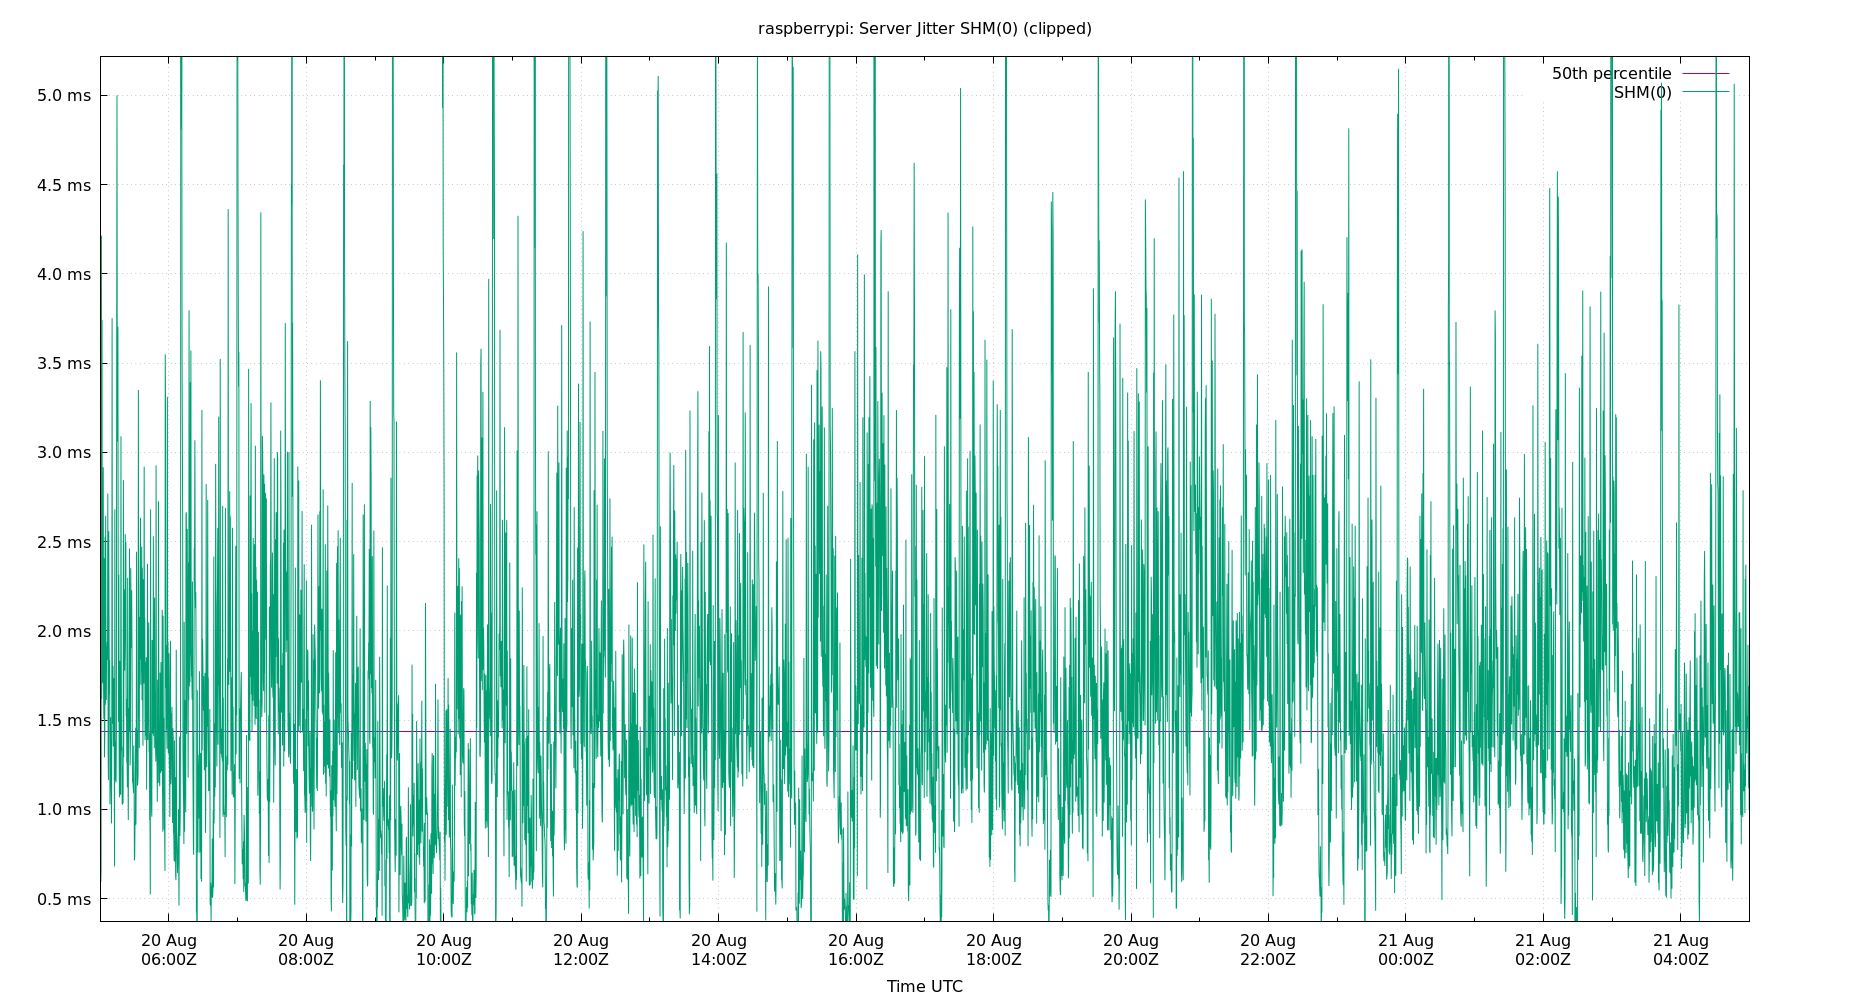 raspberrypi: Server Jitter SHM(0) (clipped)
50th percentile
SHM(0)
5.0 ms
4.5 ms
4.0 ms
3.5 ms
3.0 ms
2.5 ms
2.0 ms
1.5 ms
1.0 ms
0.5 ms
20 Aug 20 Aug 20 Aug 20 Aug 20 Aug 20 Aug 20 Aug 20 Aug 20 Aug 21 Aug 21 Aug 21 Aug
06:00Z 08:00Z 10:00Z 12:00Z 14:00Z 16:00Z 18:00Z 20:00Z 22:00Z 00:00Z 02:00Z 04:00Z
Time UTC